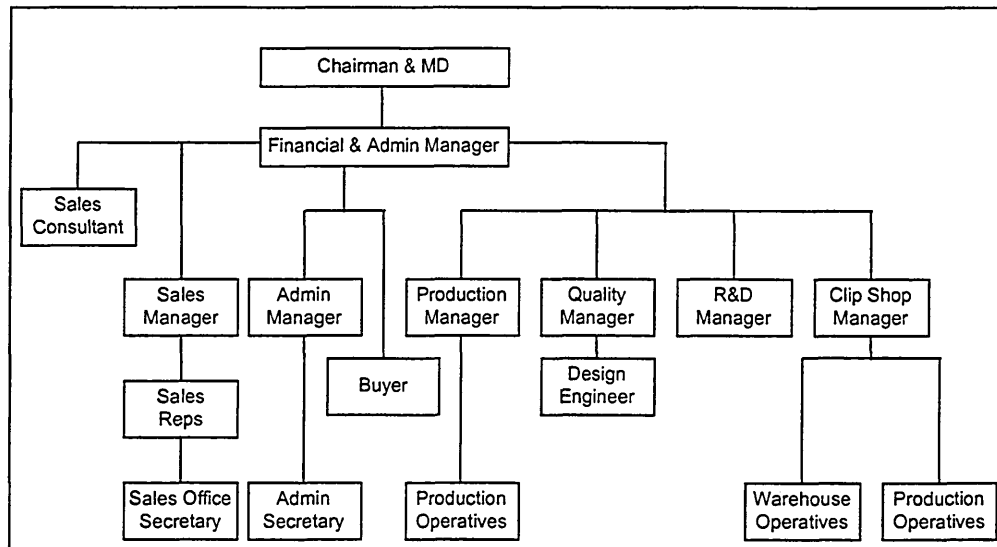 Chairman & MD
Financial & Admin Manager
Sales
Consultant
Sales
Manager
Admin
Manager
Production
Manager
Quality
Manager
R&D
Manager
Clip Shop
Manager
Buyer
Design
Engineer
Sales
Reps
Sales Office
Secretary
Admin
Secretary
Production
Operatives
Warehouse
Operatives
Production
Operatives